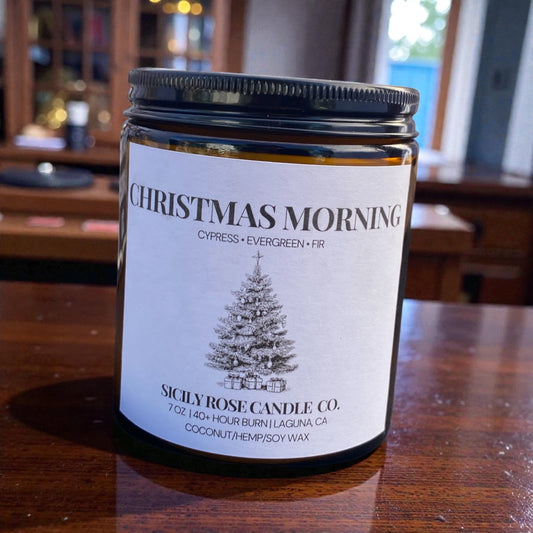 CHRISTMAS MORNING
CYPRESS • EVERGREEN • FIR
SICILY ROSE CANDLE CO.
7 OZ | 40+ HOUR BURN | LAGUNA, CA
COCONUT/HEMP/SOY WAX